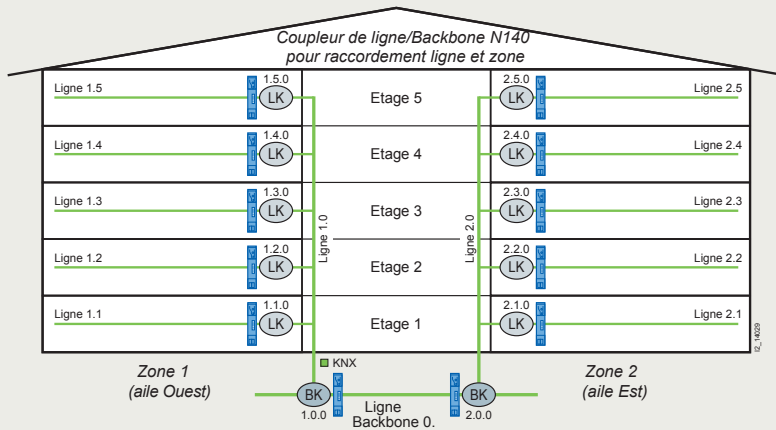 Coupleur de ligne/Backbone N140
pour raccordement ligne et zone
Ligne 1.5
1.5.0
LK
Etage 5
2.5.0
LK
Ligne 2.5
Ligne 1.4
1.4.0
LK
Etage 4
2.4.0
LK
Ligne 2.4
Ligne 1.3
1.3.0
LK
Etage 3
2.3.0
LK
Ligne 2.3
Ligne 1.0
Ligne 2.0
Ligne 1.2
1.2.0
LK
Etage 2
2.2.0
LK
Ligne 2.2
Ligne 1.1
1.1.0
LK
Etage 1
2.1.0
LK
Ligne 2.1
I2_14029
Zone 1
(aile Ouest)
KNX
Zone 2
(aile Est)
BK
1.0.0
Ligne
Backbone 0.
BK
2.0.0